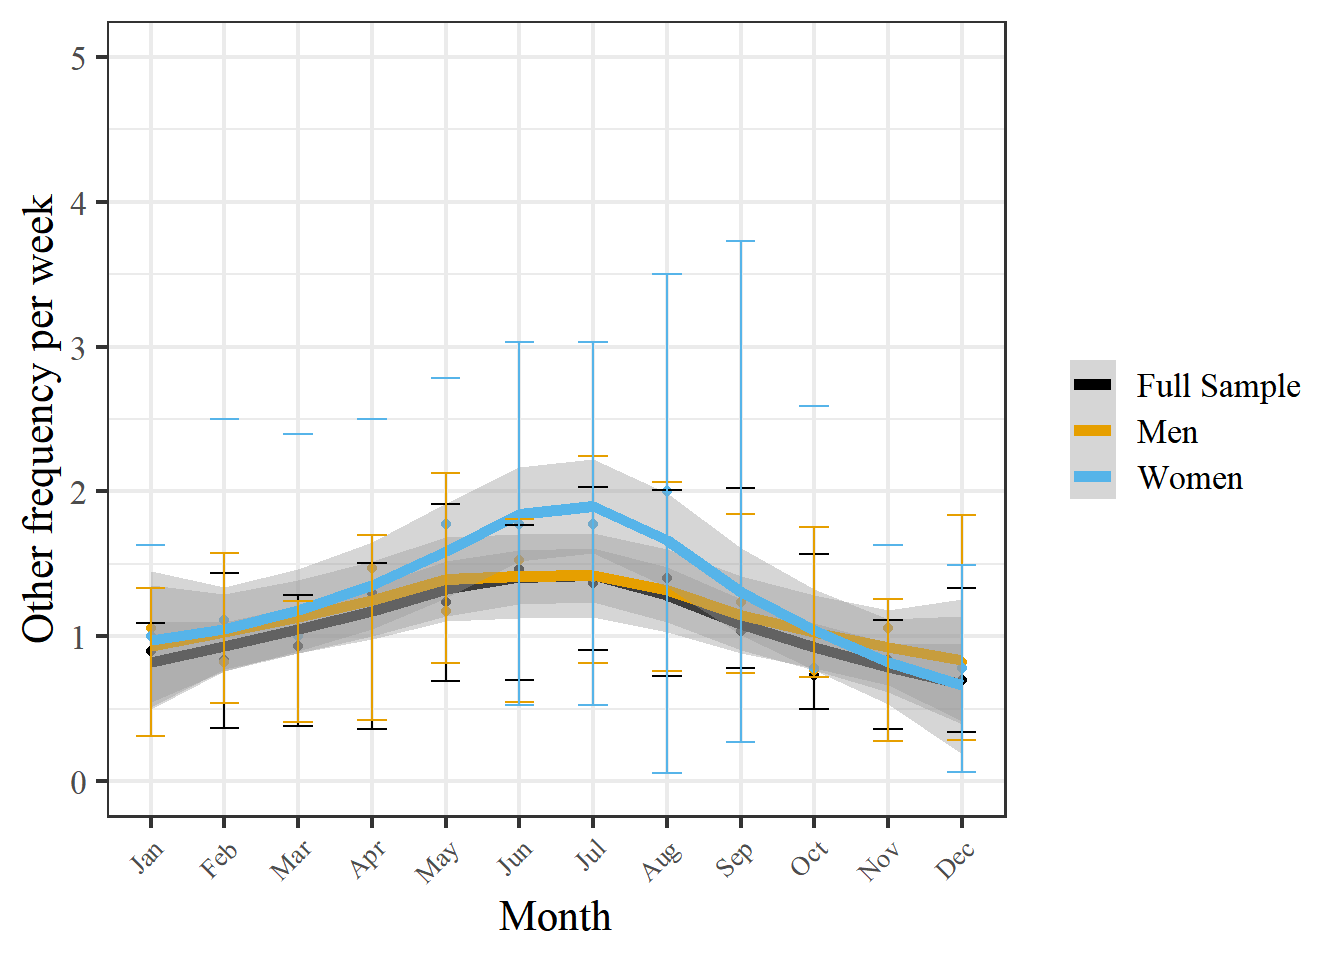 Other frequency per week
5
4
3
2
1
0
Jan
Feb
Mar
Apr
May
Jun
Jul
Aug
Sep
Oct
Nov
Dec
Month
Full Sample
Men
Women